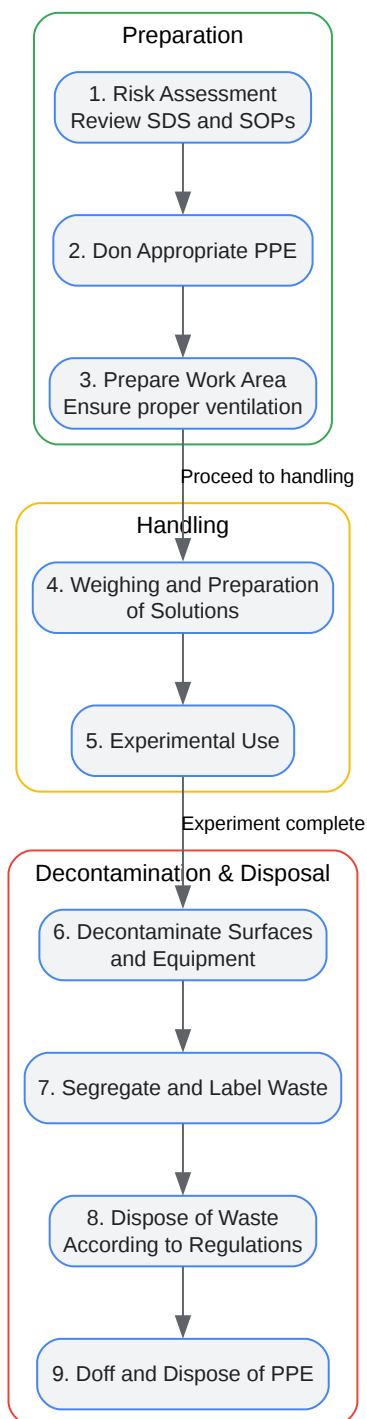 Preparation
1. Risk Assessment
Review SDS and SOPs
2. Don Appropriate PPE
3. Prepare Work Area
Ensure proper ventilation
Proceed to handling
Handling
4. Weighing and Preparation
of Solutions
5. Experimental Use
Experiment complete
Decontamination & Disposal
6. Decontaminate Surfaces
and Equipment
7. Segregate and Label Waste
8. Dispose of Waste
According to Regulations
9. Doff and Dispose of PPE